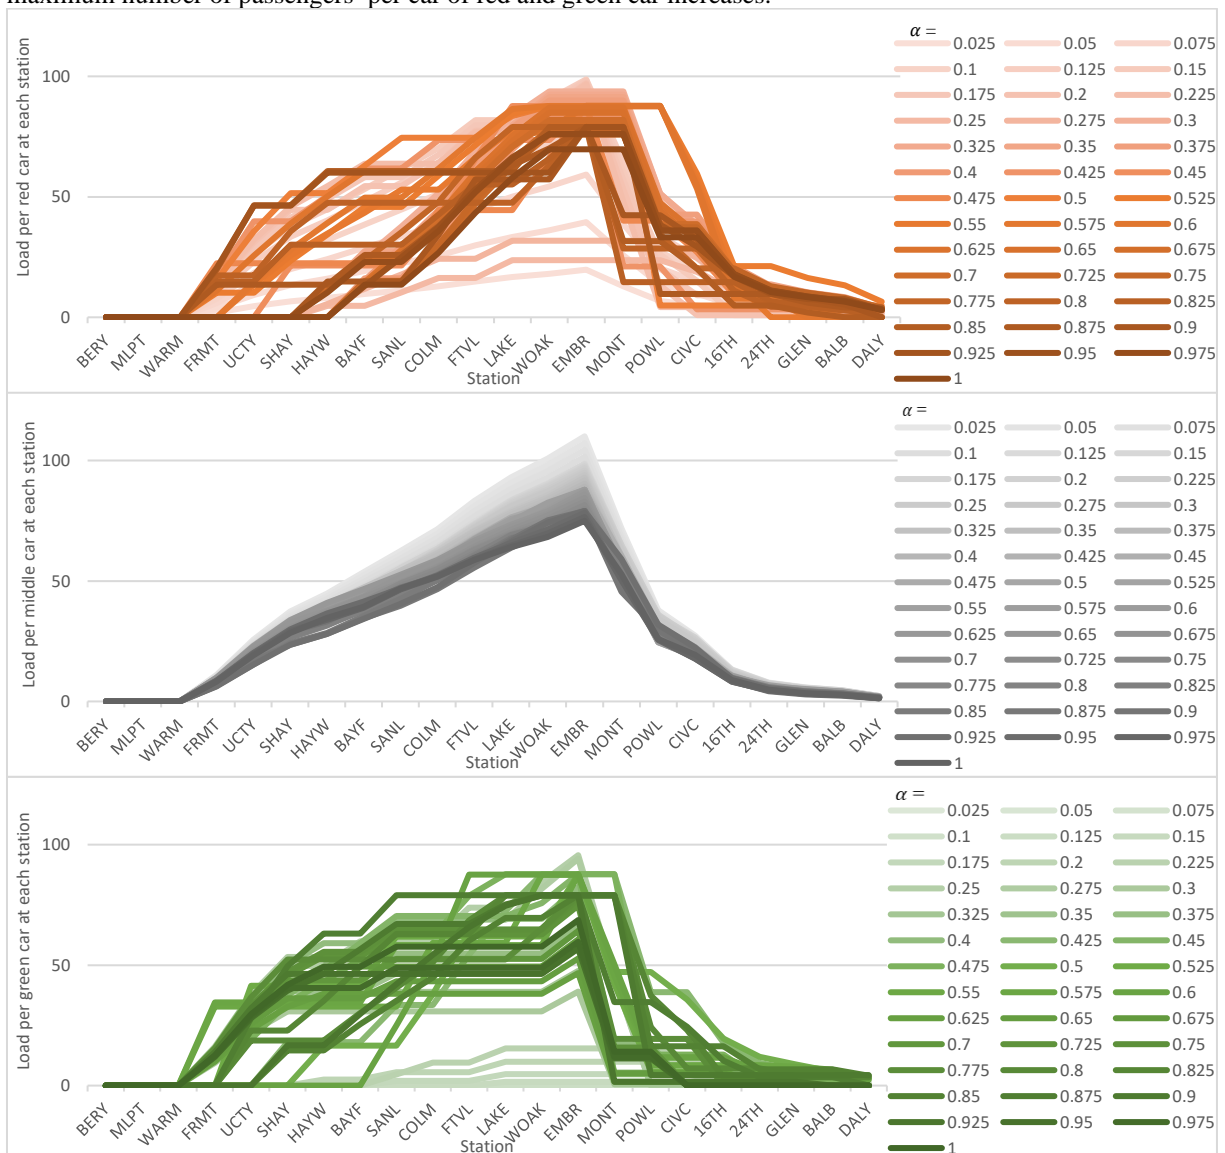 maximum number of passengers per car of red and green car increases.
α =
0.025 0.05 0.075
0.1 0.125 0.15
0.175 0.2 0.225
0.25 0.275 0.3
0.325 0.35 0.375
0.4 0.425 0.45
0.475 0.5 0.525
0.55 0.575 0.6
0.625 0.65 0.675
0.7 0.725 0.75
0.775 0.8 0.825
0.85 0.875 0.9
0.925 0.95 0.975
1
Load per red car at each station
100
50
0
BERY MLPT WARM FRMT UCTY SHAY HAYW BAYF SANL COLM FTVL LAKE WOAK EMBR MONT POWL CIVC 16TH 24TH GLEN BALB DALY
Station
α =
0.025 0.05 0.075
0.1 0.125 0.15
0.175 0.2 0.225
0.25 0.275 0.3
0.325 0.35 0.375
0.4 0.425 0.45
0.475 0.5 0.525
0.55 0.575 0.6
0.625 0.65 0.675
0.7 0.725 0.75
0.775 0.8 0.825
0.85 0.875 0.9
0.925 0.95 0.975
1
Load per middle car at each station
100
50
0
BERY MLPT WARM FRMT UCTY SHAY HAYW BAYF SANL COLM FTVL LAKE WOAK EMBR MONT POWL CIVC 16TH 24TH GLEN BALB DALY
Station
α =
0.025 0.05 0.075
0.1 0.125 0.15
0.175 0.2 0.225
0.25 0.275 0.3
0.325 0.35 0.375
0.4 0.425 0.45
0.475 0.5 0.525
0.55 0.575 0.6
0.625 0.65 0.675
0.7 0.725 0.75
0.775 0.8 0.825
0.85 0.875 0.9
0.925 0.95 0.975
1
Load per green car at each station
100
50
0
BERY MLPT WARM FRMT UCTY SHAY HAYW BAYF SANL COLM FTVL LAKE WOAK EMBR MONT POWL CIVC 16TH 24TH GLEN BALB DALY
Station